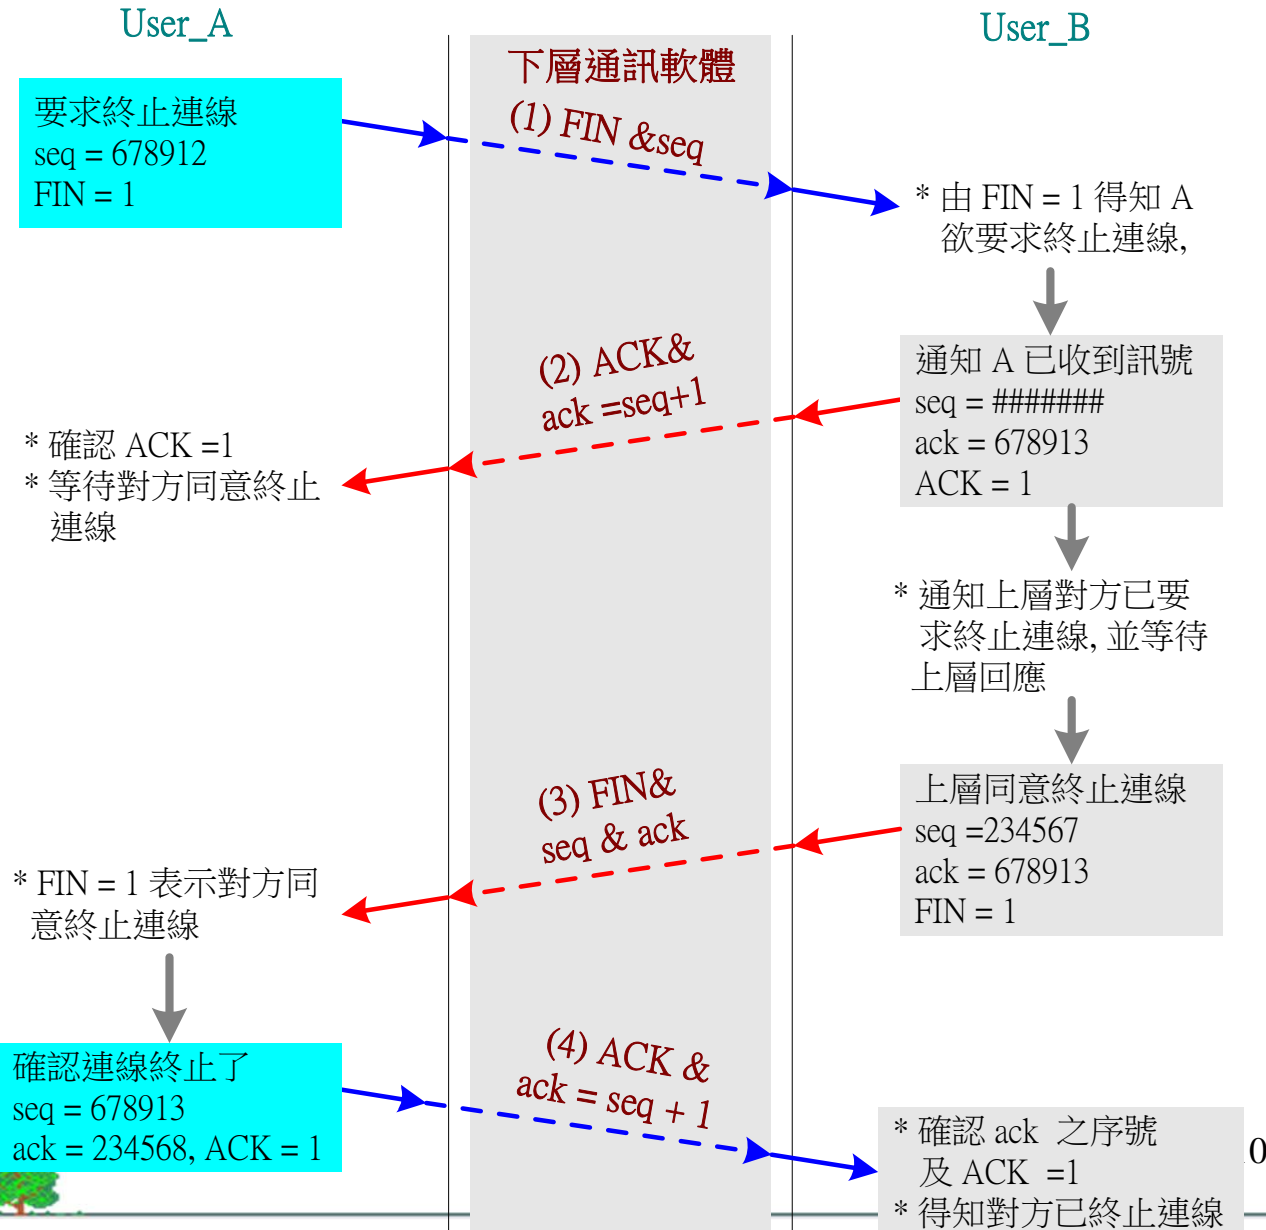 User_A
User_B
下層通訊軟體
要求終止連線
seq = 678912
FIN = 1
(1) FIN &seq
* 由 FIN = 1 得知 A
欲要求終止連線,
通知 A 已收到訊號
seq = #######
ack = 678913
ACK = 1
(2) ACK&
ack =seq+1
* 確認 ACK =1
* 等待對方同意終止
連線
* 通知上層對方已要
求終止連線, 並等待
上層回應
上層同意終止連線
seq =234567
ack = 678913
FIN = 1
(3) FIN&
seq & ack
* FIN = 1 表示對方同
意終止連線
確認連線終止了
seq = 678913
ack = 234568, ACK = 1
(4) ACK &
ack = seq + 1
* 確認 ack 之序號
及 ACK =1
* 得知對方已終止連線